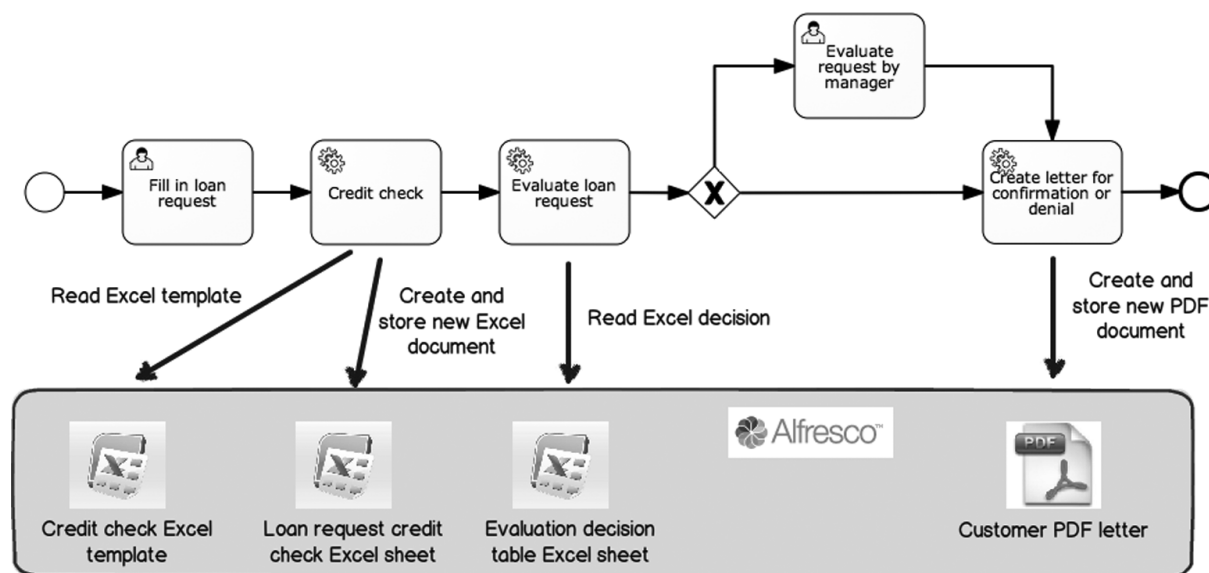 Evaluate
request by
manager
Fill in loan
request
Credit check
Evaluate loan
request
X
Create letter for
confirmation or
denial
Read Excel template
Create and
store new Excel
document
Read Excel decision
Create and
store new PDF
document
Alfresco™
X
X
X
PDF
Credit check Excel
template
Loan request credit
check Excel sheet
Evaluation decision
table Excel sheet
Customer PDF letter